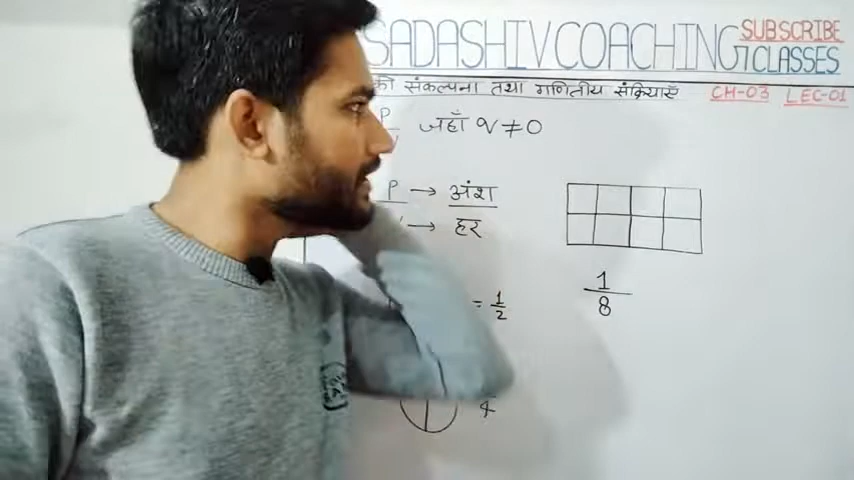 SADASHIV COACHING CLASSES
SUBSCRIBE
की संकल्पना तथा गणितीय संक्रियाएँ CH-03 LEC-01
P जहाँ q ≠ 0
P → अंश
→ हर
= 1/2
1/8
4